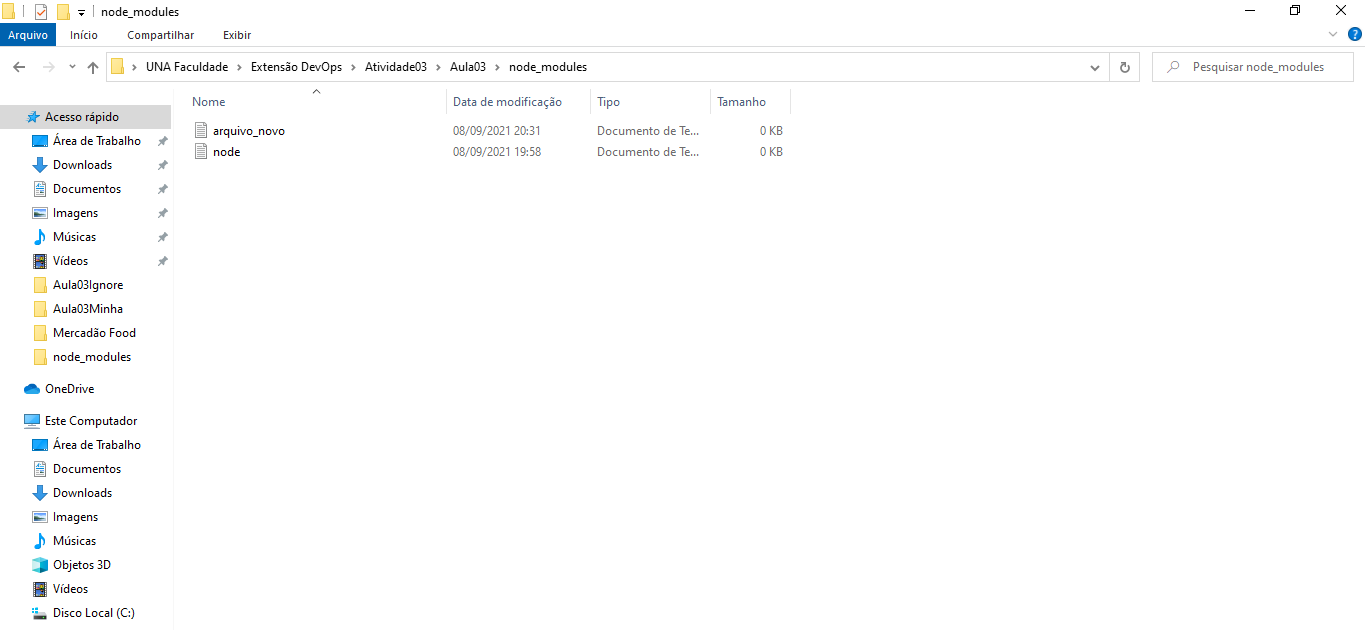 node_modules
Arquivo Início Compartilhar Exibir
UNA Faculdade › Extensão DevOps › Atividade03 › Aula03 › node_modules
Pesquisar node_modules
Nome Data de modificação Tipo Tamanho
arquivo_novo 08/09/2021 20:31 Documento de Te... 0 KB
node 08/09/2021 19:58 Documento de Te... 0 KB
Acesso rápido
Área de Trabalho
Downloads
Documentos
Imagens
Músicas
Vídeos
Aula03Ignore
Aula03Minha
Mercadão Food
node_modules
OneDrive
Este Computador
Área de Trabalho
Documentos
Downloads
Imagens
Músicas
Objetos 3D
Vídeos
Disco Local (C:)